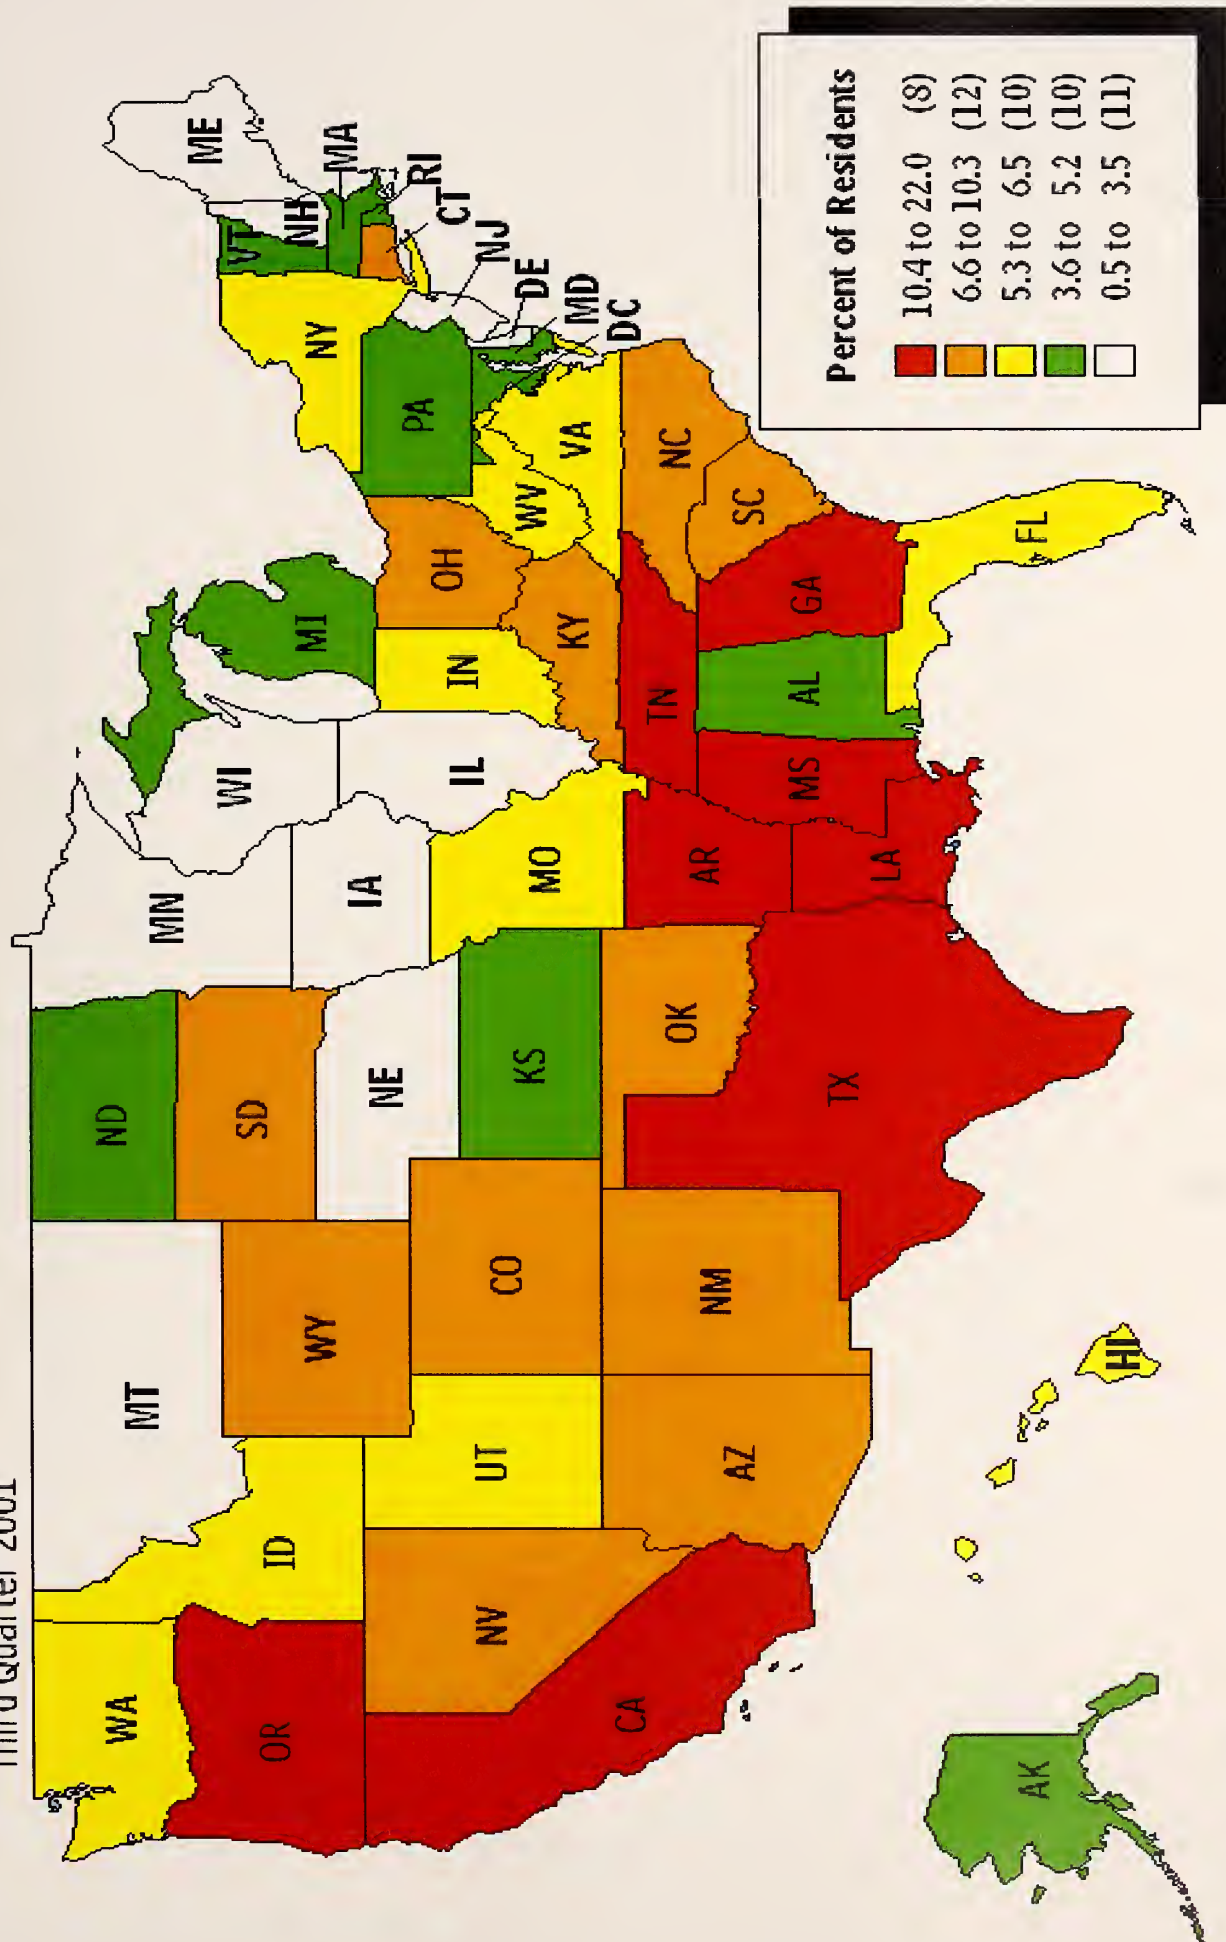 Third Quarter 2001
WA
OR
CA
NV
ID
MT
WY
UT
AZ
CO
NM
ND
SD
NE
KS
OK
TX
MN
IA
MO
AR
LA
WI
IL
MS
MI
IN
OH
KY
TN
AL
GA
FL
SC
NC
VA
WV
PA
NY
VT
NH
ME
MA
RI
CT
NJ
DE
MD
DC
AK
HI
Percent of Residents
10.4 to 22.0 (8)
6.6 to 10.3 (12)
5.3 to 6.5 (10)
3.6 to 5.2 (10)
0.5 to 3.5 (11)